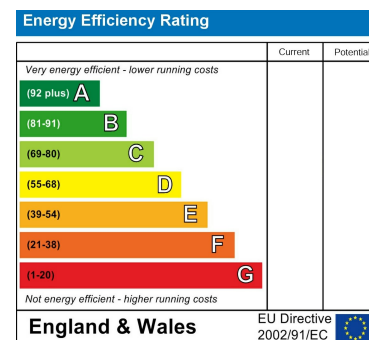 Energy Efficiency Rating
Current Potential
Very energy efficient - lower running costs
(92 plus) A
(81-91) B
(69-80) C
(55-68) D
(39-54) E
(21-38) F
(1-20) G
Not energy efficient - higher running costs
England & Wales
EU Directive
2002/91/EC